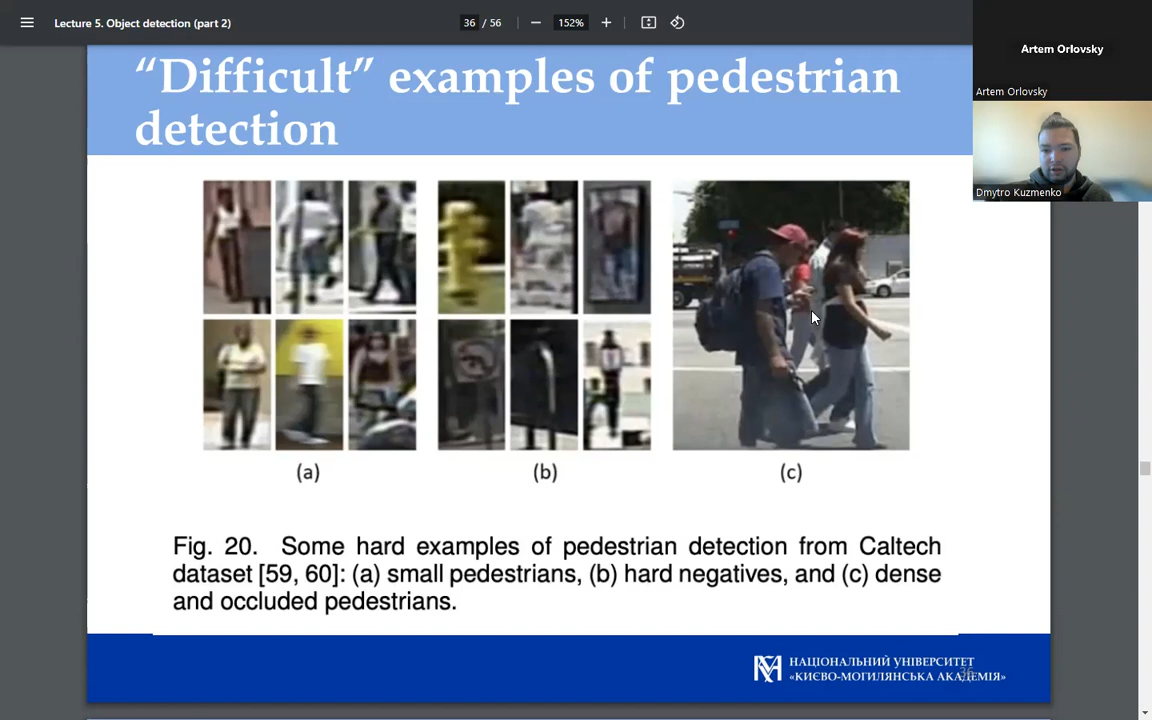 Lecture 5. Object detection (part 2)
36 / 56
152%
Artem Orlovsky
Artem Orlovsky
Dmytro Kuzmenko
“Difficult” examples of pedestrian
detection
(a)
(b)
(c)
Fig. 20. Some hard examples of pedestrian detection from Caltech
dataset [59, 60]: (a) small pedestrians, (b) hard negatives, and (c) dense
and occluded pedestrians.
НАЦІОНАЛЬНИЙ УНІВЕРСИТЕТ
«КИЄВО-МОГИЛЯНСЬКА АКАДЕМІЯ»
36